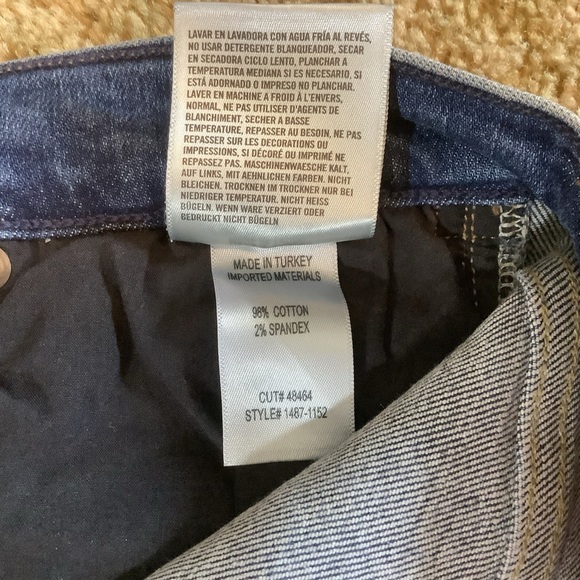 LAVAR EN LAVADORA CON AGUA FRÍA AL REVÉS,
NO USAR DETERGENTE BLANQUEADOR, SECAR
EN SECADORA CICLO LENTO, PLANCHAR A
TEMPERATURA MEDIANA SI ES NECESARIO, SI
ESTÁ ADORNADO O IMPRESO NO PLANCHAR.
LAVER EN MACHINE A FROID À L'ENVERS,
NORMAL, NE PAS UTILISER D'AGENTS DE
BLANCHIMENT, SECHER A BASSE
TEMPERATURE, REPASSER AU BESOIN, NE PAS
REPASSER SUR LES DECORATIONS OU
IMPRESSIONS, SI DÉCORÉ OU IMPRIMÉ NE
REPASSEZ PAS. MASCHINENWAESCHE KALT,
AUF LINKS, MIT AEHNLICHEN FARBEN. NICHT
BLEICHEN. TROCKNEN IM TROCKNER NUR BEI
NIEDRIGER TEMPERATUR. NICHT HEISS
BÜGELN. WENN WARE VERZIERT ODER
BEDRUCKT NICHT BÜGELN
MADE IN TURKEY
IMPORTED MATERIALS
98% COTTON
2% SPANDEX
CUT# 48464
STYLE# 1487-1152